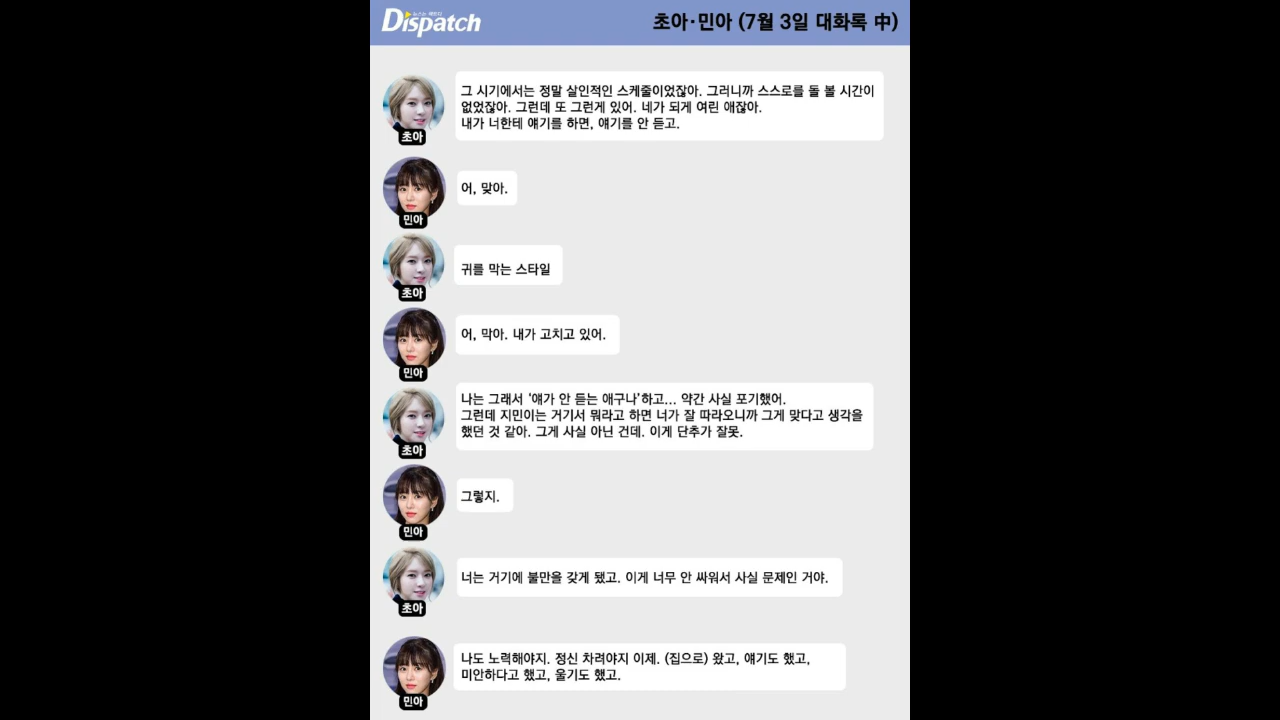 Dispatch
초아·민아 (7월 3일 대화록 中)
그 시기에서는 정말 살인적인 스케줄이었잖아. 그러니까 스스로를 돌 볼 시간이
없었잖아. 그런데 또 그런게 있어. 네가 되게 여린 애잖아.
내가 너한테 얘기를 하면, 얘기를 안 듣고.
초아
어, 맞아.
민아
귀를 막는 스타일
초아
어, 막아. 내가 고치고 있어.
민아
나는 그래서 ‘얘가 안 듣는 애구나’하고... 약간 사실 포기했어.
그런데 지민이는 거기서 뭐라고 하면 너가 잘 따라오니까 그게 맞다고 생각을
했던 것 같아. 그게 사실 아닌 건데. 이게 단추가 잘못.
초아
그렇지.
민아
너는 거기에 불만을 갖게 됐고. 이게 너무 안 싸워서 사실 문제인 거야.
초아
나도 노력해야지. 정신 차려야지 이제. (집으로) 왔고, 얘기도 했고,
미안하다고 했고, 울기도 했고.
민아